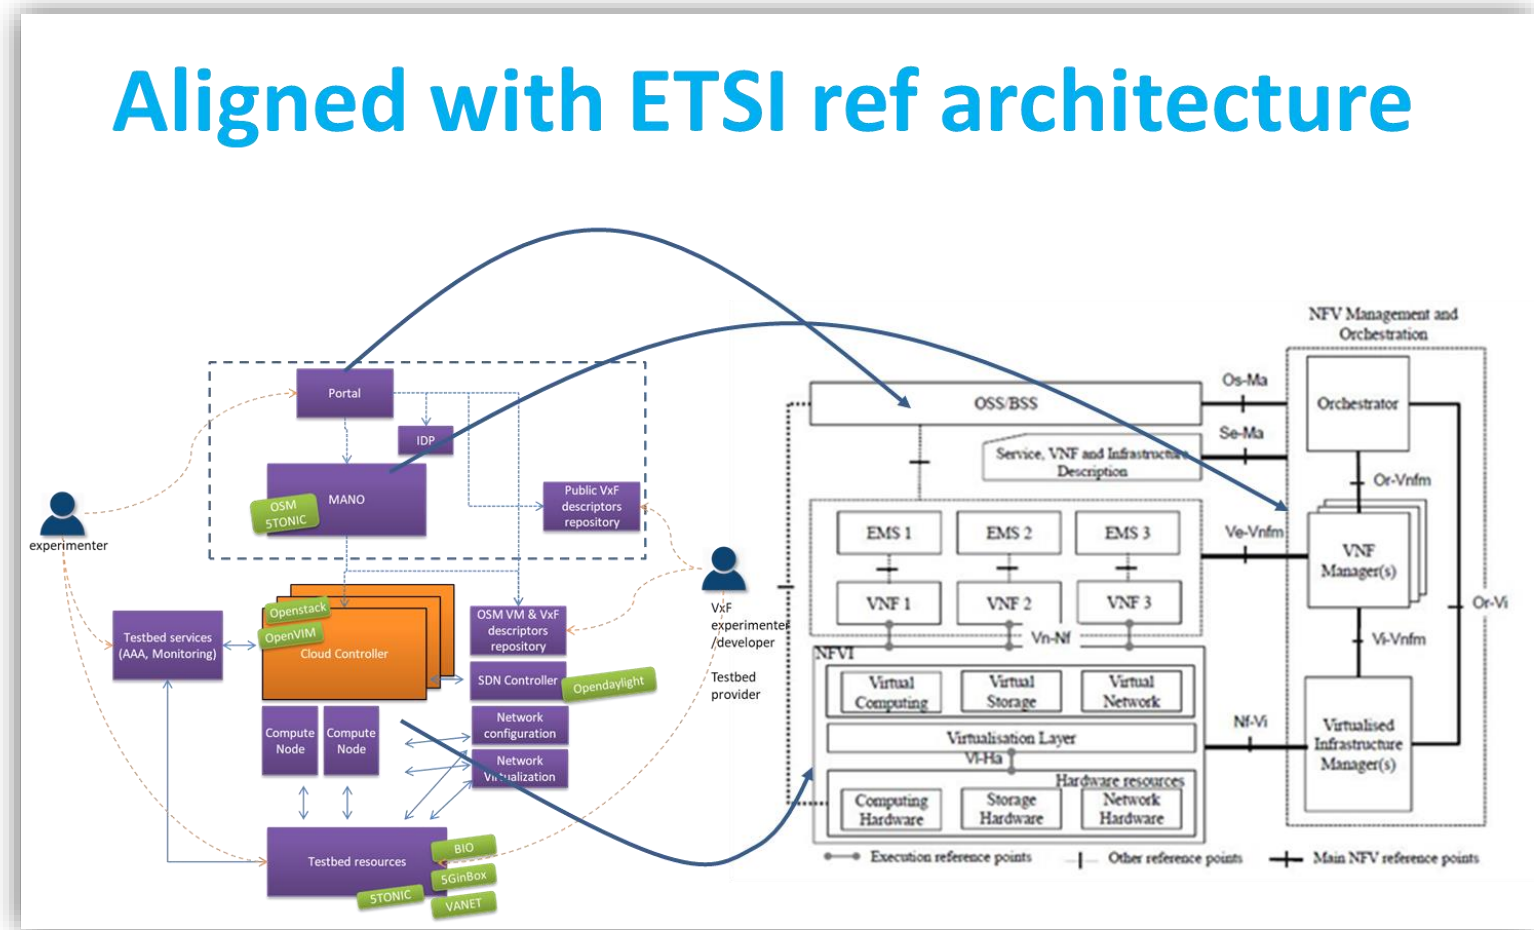 Aligned with ETSI ref architecture
Portal
IDP
MANO
OSM
5TONIC
Public VxF
descriptors
repository
experimenter
Openstack
OpenVIM
Cloud Controller
Testbed services
(AAA, Monitoring)
OSM VM & VxF
descriptors
repository
SDN Controller
Opendaylight
Compute
Node
Compute
Node
Network
configuration
Network
Virtualization
Testbed resources
BIO
5GinBox
5TONIC
VANET
VxF
experimenter
/developer
Testbed
provider
NFV Management and
Orchestration
OSS/BSS
Os-Ma
Orchestrator
Se-Ma
Service, VNF and Infrastructure
Description
Or-Vnfm
EMS 1
EMS 2
EMS 3
Ve-Vnfm
VNF
Manager(s)
VNF 1
VNF 2
VNF 3
Or-Vi
Vn-Nf
Vi-Vnfm
NFVI
Virtual
Computing
Virtual
Storage
Virtual
Network
Nf-Vi
Virtualised
Infrastructure
Manager(s)
Virtualisation Layer
Vl-Ha
Hardware resources
Computing
Hardware
Storage
Hardware
Network
Hardware
Execution reference points
Other reference points
Main NFV reference points